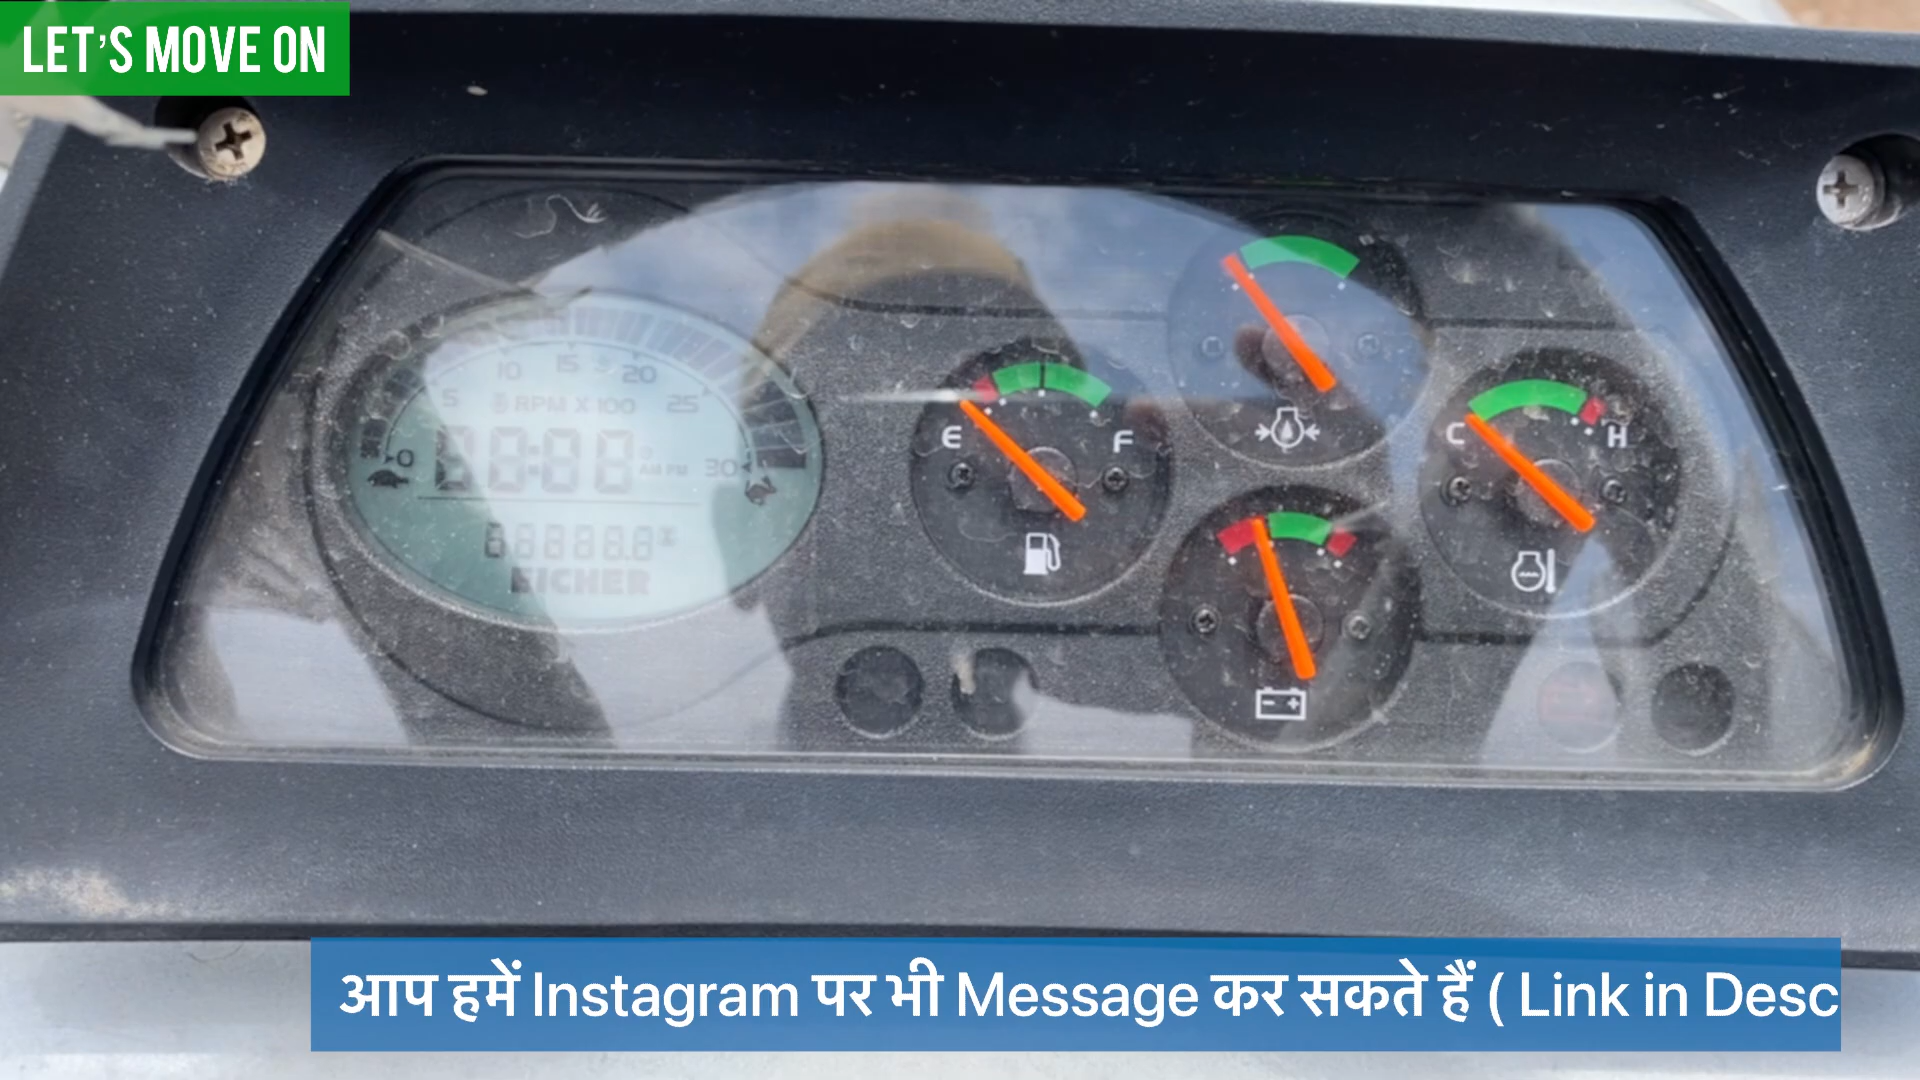 LET'S MOVE ON
5 10 15 20 25
RPM X 100
0 30
AM PM
EICHER
E F
C H
आप हमें Instagram पर भी Message कर सकते हैं ( Link in Desc